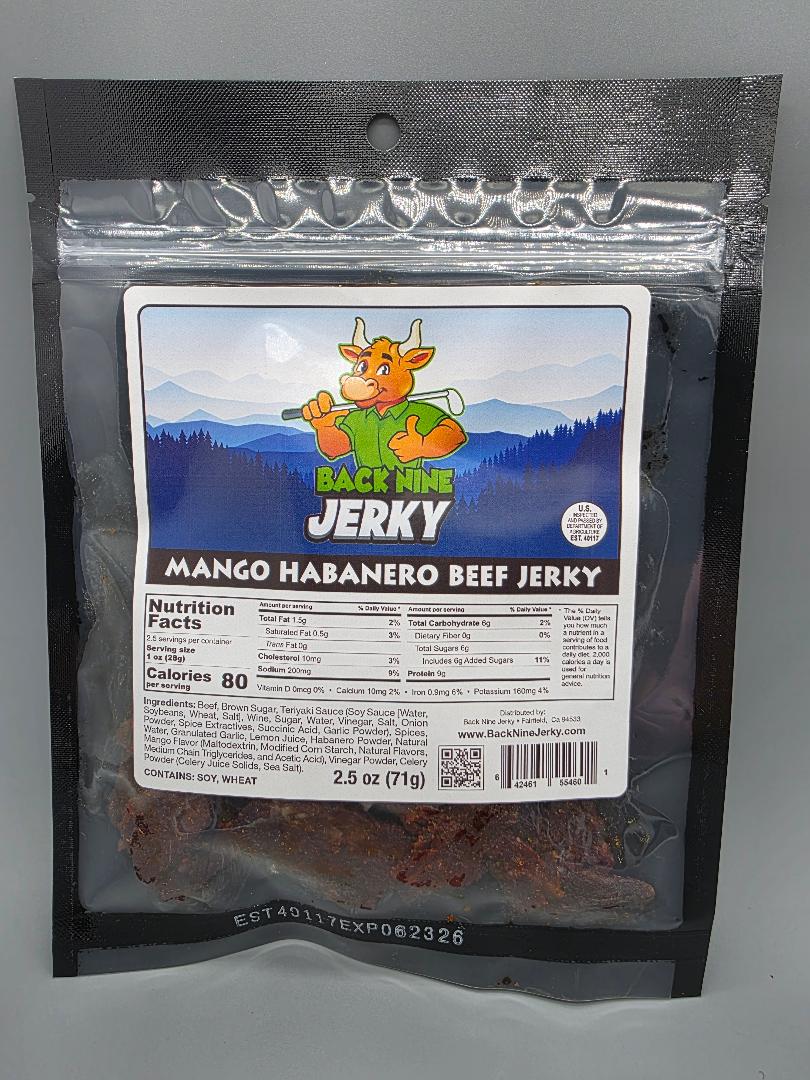 BACK NINE
JERKY
U.S.
INSPECTED
AND PASSED BY
DEPARTMENT OF
AGRICULTURE
EST. 40117
MANGO HABANERO BEEF JERKY
Nutrition
Facts
2.5 servings per container
Serving size
1 oz (28g)
Calories 80
per serving
Amount per serving % Daily Value *
Total Fat 1.5g 2%
Saturated Fat 0.5g 3%
Trans Fat 0g
Cholesterol 10mg 3%
Sodium 200mg 9%
Amount per serving % Daily Value *
Total Carbohydrate 6g 2%
Dietary Fiber 0g 0%
Total Sugars 6g
Includes 6g Added Sugars 11%
Protein 9g
Vitamin D 0mcg 0% • Calcium 10mg 2% • Iron 0.9mg 6% • Potassium 160mg 4%
* The % Daily
Value (DV) tells
you how much
a nutrient in a
serving of food
contributes to a
daily diet. 2,000
calories a day is
used for
general nutrition
advice.
Ingredients: Beef, Brown Sugar, Teriyaki Sauce (Soy Sauce [Water,
Soybeans, Wheat, Salt], Wine, Sugar, Water, Vinegar, Salt, Onion
Powder, Spice Extractives, Succinic Acid, Garlic Powder), Spices,
Water, Granulated Garlic, Lemon Juice, Habanero Powder, Natural
Mango Flavor (Maltodextrin, Modified Corn Starch, Natural Flavors,
Medium Chain Triglycerides, and Acetic Acid), Vinegar Powder, Celery
Powder (Celery Juice Solids, Sea Salt).
CONTAINS: SOY, WHEAT
2.5 oz (71g)
Distributed by:
Back Nine Jerky • Fairfield, Ca 94533
www.BackNineJerky.com
6 42461 55460 1
EST40117EXP062326